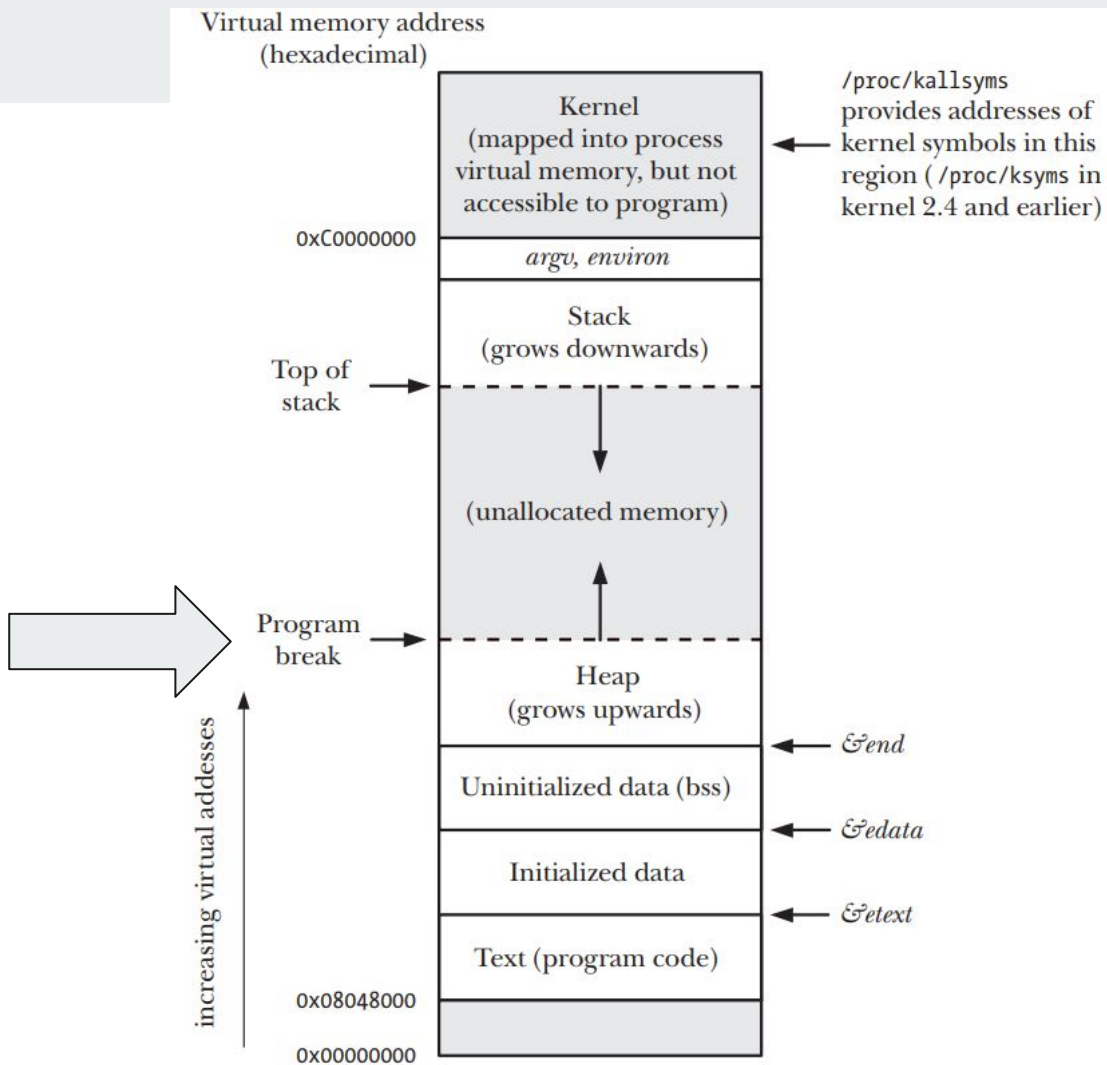 Virtual memory address
(hexadecimal)
Kernel
(mapped into process
virtual memory, but not
accessible to program)
/proc/kallsyms
provides addresses of
kernel symbols in this
region (/proc/ksyms in
kernel 2.4 and earlier)
0xC0000000
argv, environ
Stack
(grows downwards)
Top of
stack
(unallocated memory)
Program
break
Heap
(grows upwards)
&end
Uninitialized data (bss)
&edata
Initialized data
&etext
Text (program code)
0x08048000
0x00000000
increasing virtual addesses